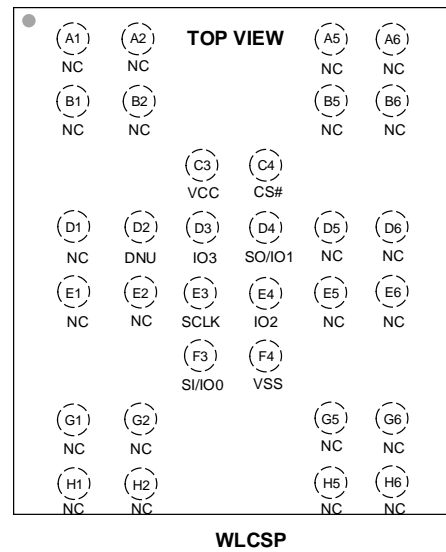 A1 A2 TOP VIEW A5 A6
NC NC NC NC
B1 B2 B5 B6
NC NC NC NC
C3 C4
VCC CS#
D1 D2 D3 D4 D5 D6
NC DNU IO3 SO/IO1 NC NC
E1 E2 E3 E4 E5 E6
NC NC SCLK IO2 NC NC
F3 F4
SI/IO0 VSS
G1 G2 G5 G6
NC NC NC NC
H1 H2 H5 H6
NC NC NC NC
WLCSP